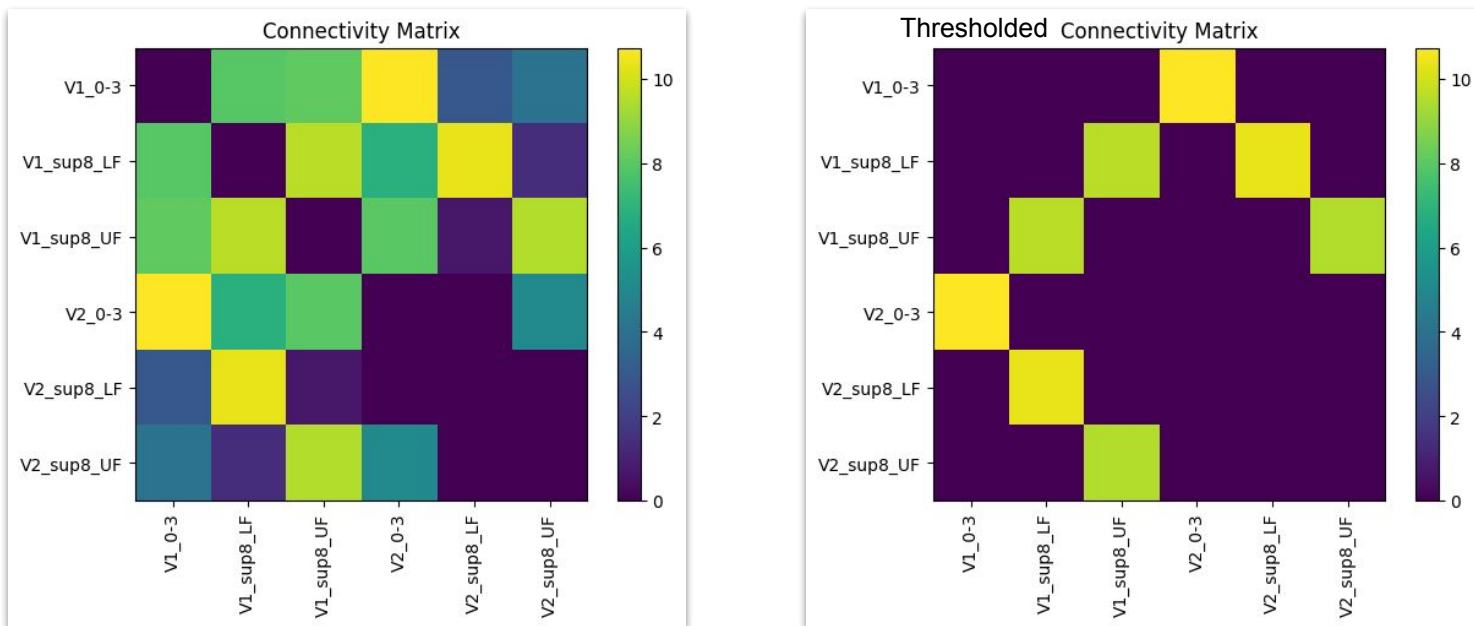 Connectivity Matrix
V1_0-3
V1_sup8_LF
V1_sup8_UF
V2_0-3
V2_sup8_LF
V2_sup8_UF
V1_0-3
V1_sup8_LF
V1_sup8_UF
V2_0-3
V2_sup8_LF
V2_sup8_UF
10
8
6
4
2
0
Thresholded Connectivity Matrix
V1_0-3
V1_sup8_LF
V1_sup8_UF
V2_0-3
V2_sup8_LF
V2_sup8_UF
V1_0-3
V1_sup8_LF
V1_sup8_UF
V2_0-3
V2_sup8_LF
V2_sup8_UF
10
8
6
4
2
0